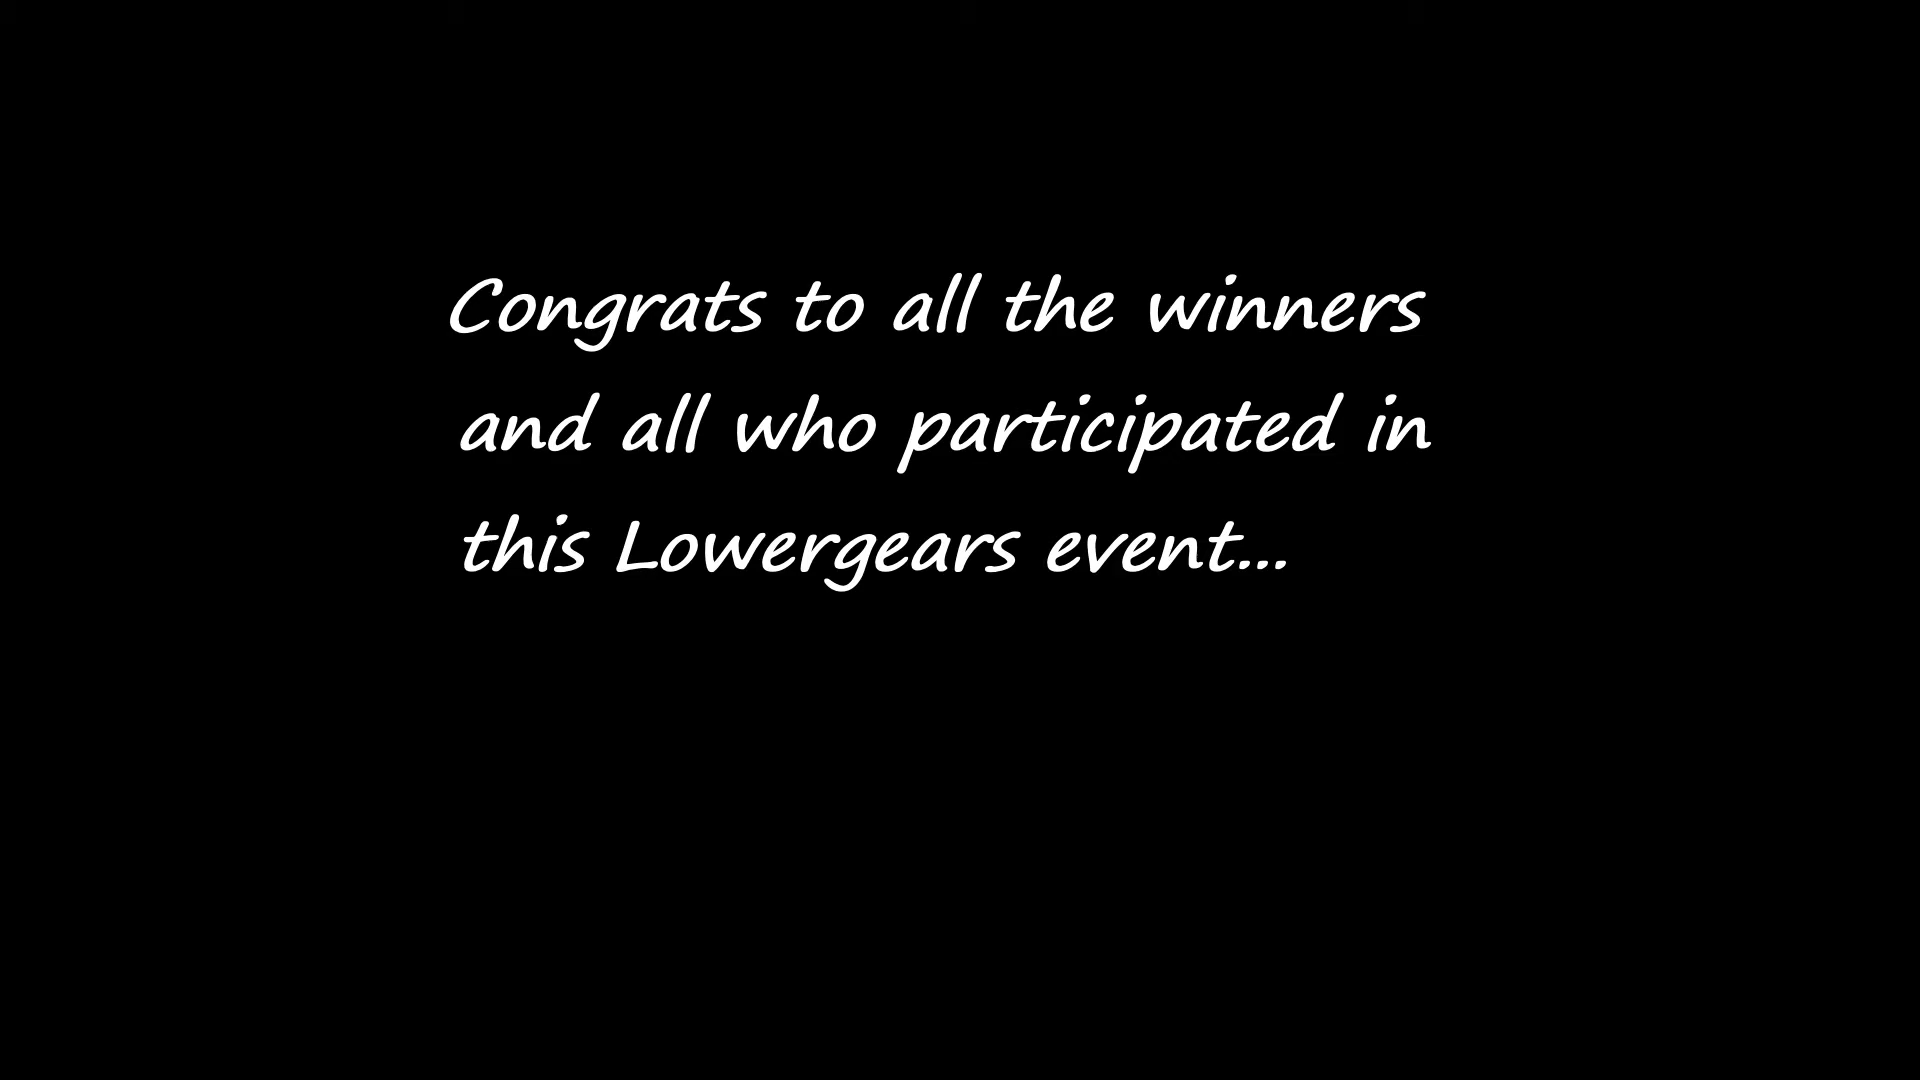 Congrats to all the winners
and all who participated in
this Lowergears event...